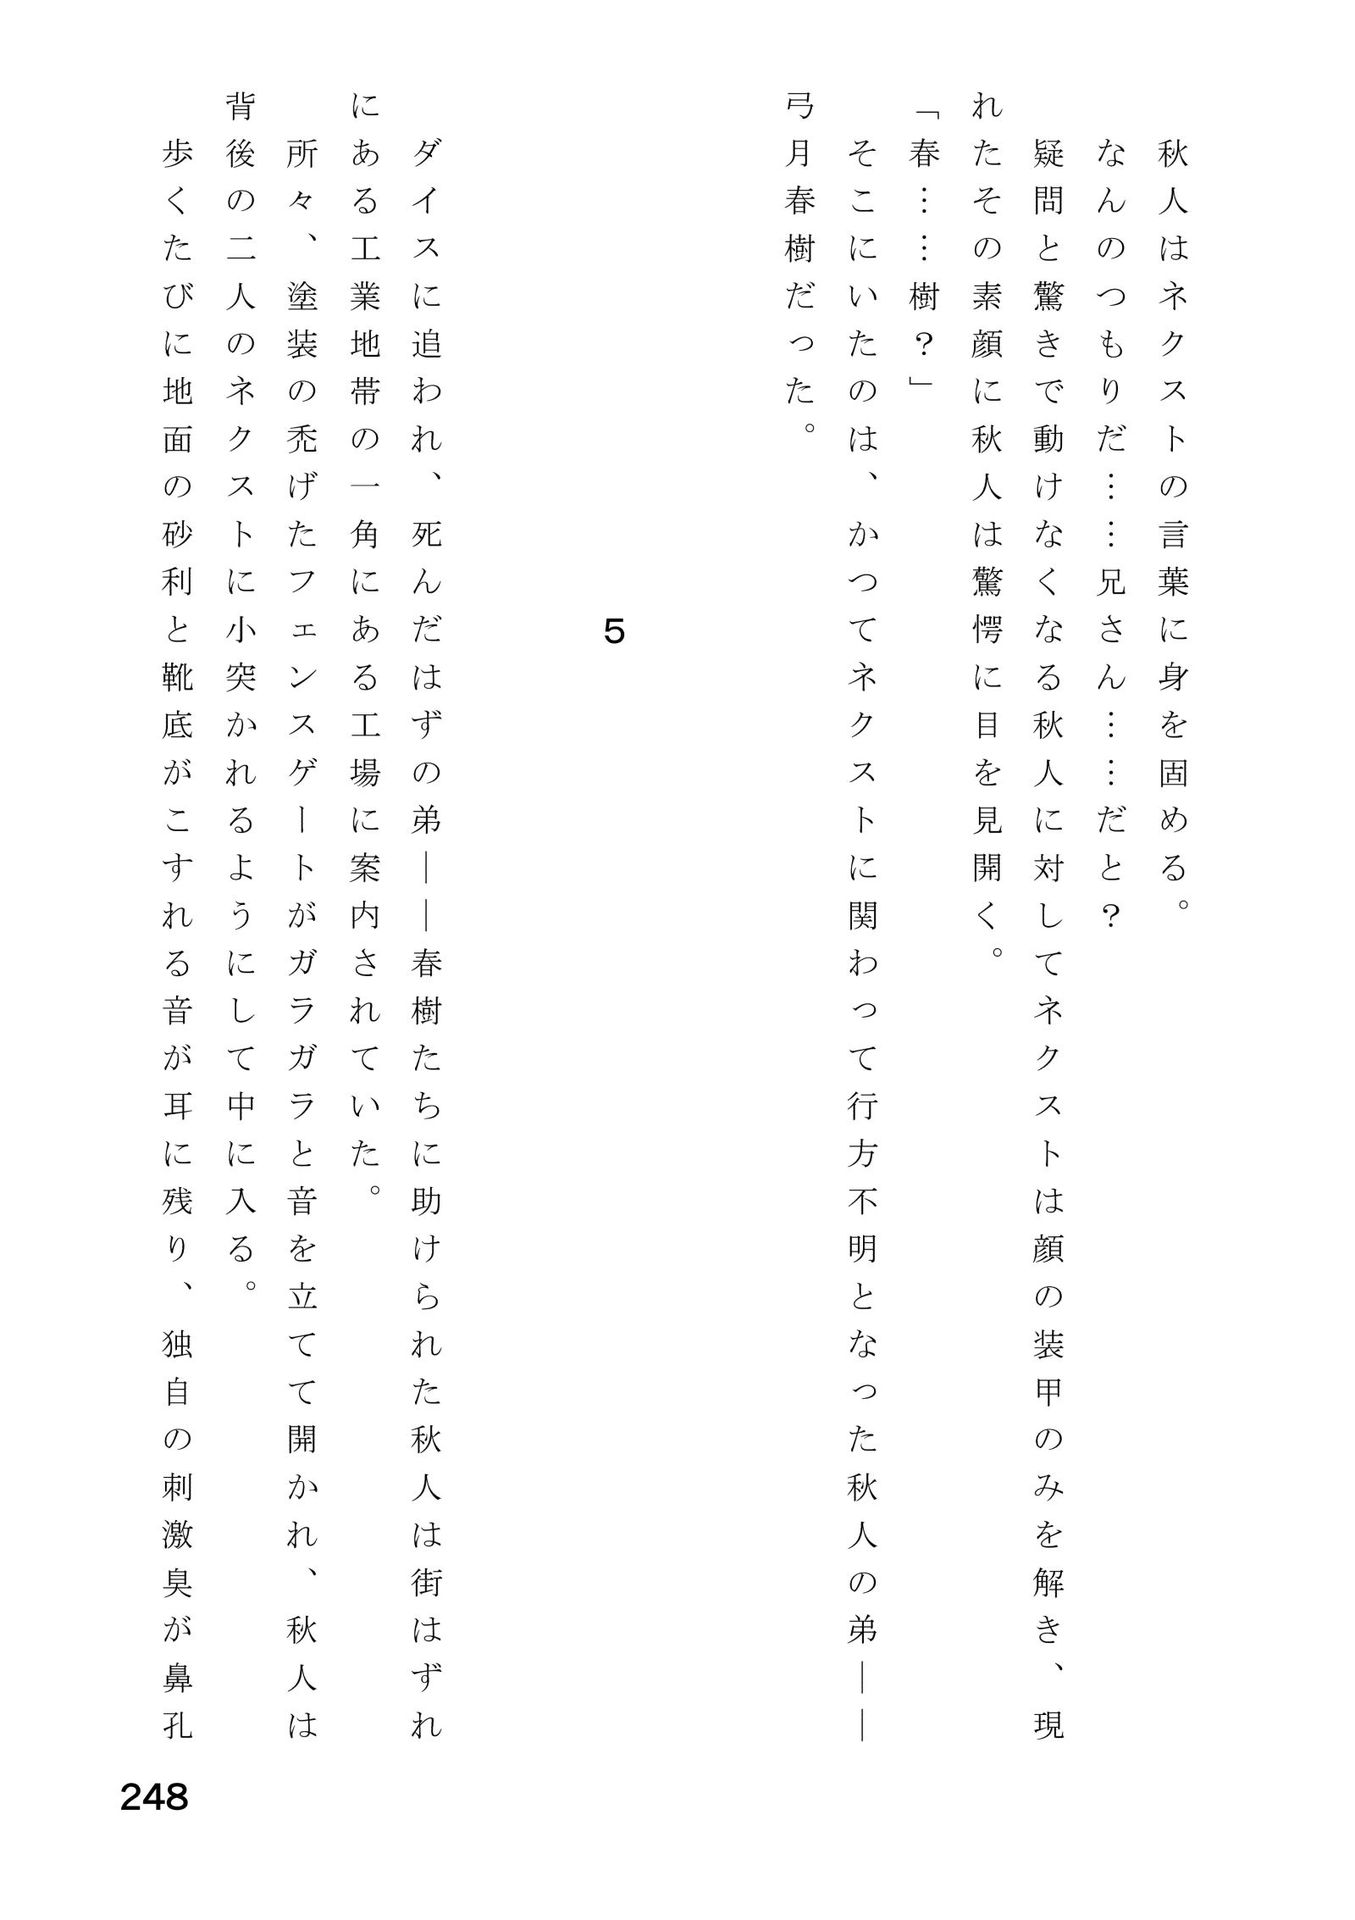 秋人はネクストの言葉に身を固める。
　なんのつもりだ……兄さん……だと？
　疑問と驚きで動けなくなる秋人に対してネクストは顔の装甲のみを解き、現
れたその素顔に秋人は驚愕に目を見開く。
「春……樹？」
　そこにいたのは、かつてネクストに関わって行方不明となった秋人の弟――
弓月春樹だった。
5
　ダイスに追われ、死んだはずの弟――春樹たちに助けられた秋人は街はずれ
にある工業地帯の一角にある工場に案内されていた。
　所々、塗装の禿げたフェンスゲートがガラガラと音を立てて開かれ、秋人は
背後の二人のネクストに小突かれるようにして中に入る。
　歩くたびに地面の砂利と靴底がこすれる音が耳に残り、独自の刺激臭が鼻孔
248